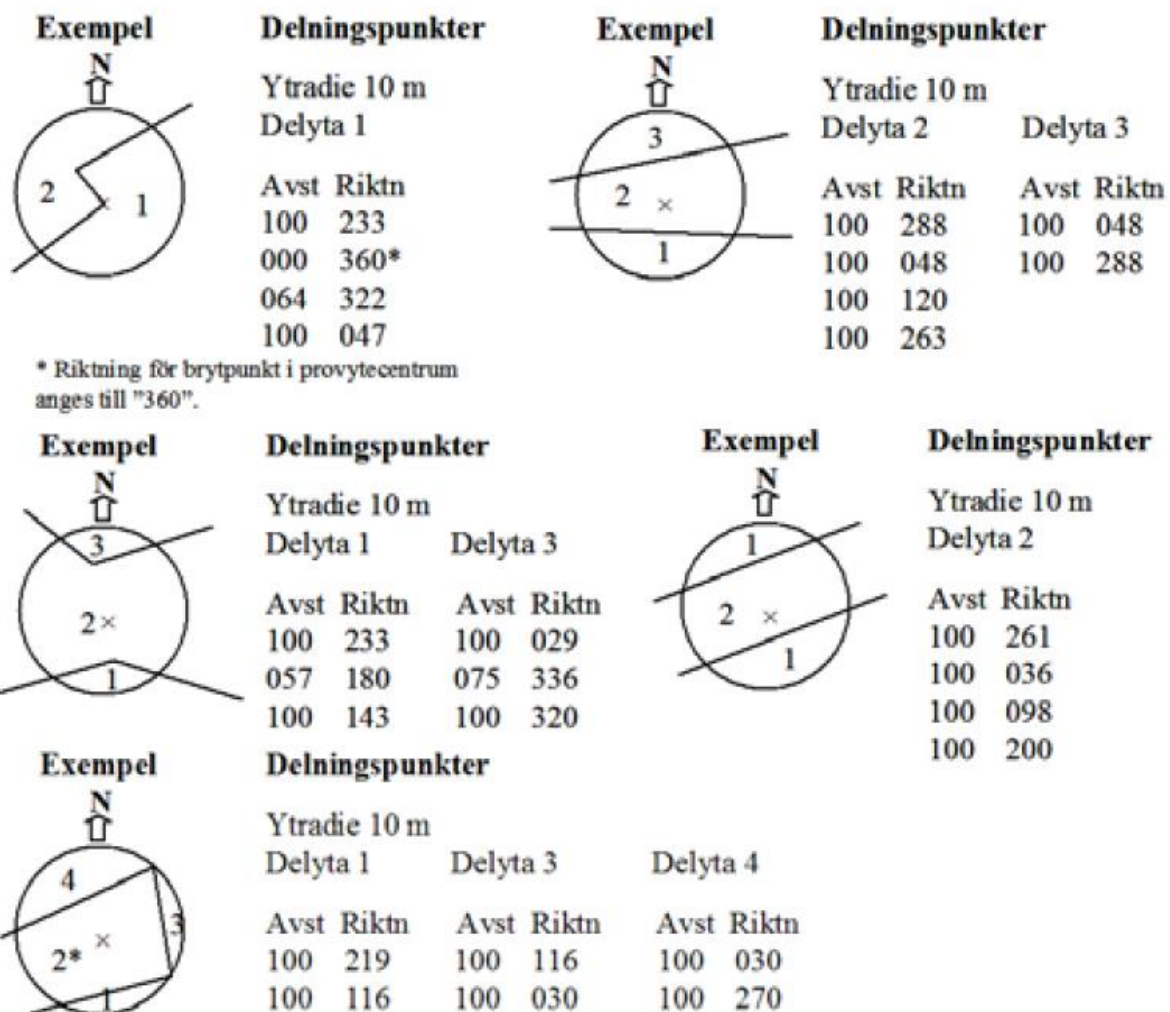 Exempel
N
2
1
Delningspunkter
Ytradie 10 m
Delyta 1
Avst Riktn
100 233
000 360*
064 322
100 047
* Riktning för brytpunkt i provytecentrum
anges till ”360”.
Exempel
N
3
2
1
Delningspunkter
Ytradie 10 m
Delyta 2 Delyta 3
Avst Riktn Avst Riktn
100 288 100 048
100 048 100 288
100 120
100 263
Exempel
N
3
2
1
Delningspunkter
Ytradie 10 m
Delyta 1 Delyta 3
Avst Riktn Avst Riktn
100 233 100 029
057 180 075 336
100 143 100 320
Exempel
N
1
2
1
Delningspunkter
Ytradie 10 m
Delyta 2
Avst Riktn
100 261
100 036
100 098
100 200
Exempel
N
4
3
2*
1
Delningspunkter
Ytradie 10 m
Delyta 1 Delyta 3 Delyta 4
Avst Riktn Avst Riktn Avst Riktn
100 219 100 116 100 030
100 116 100 030 100 270